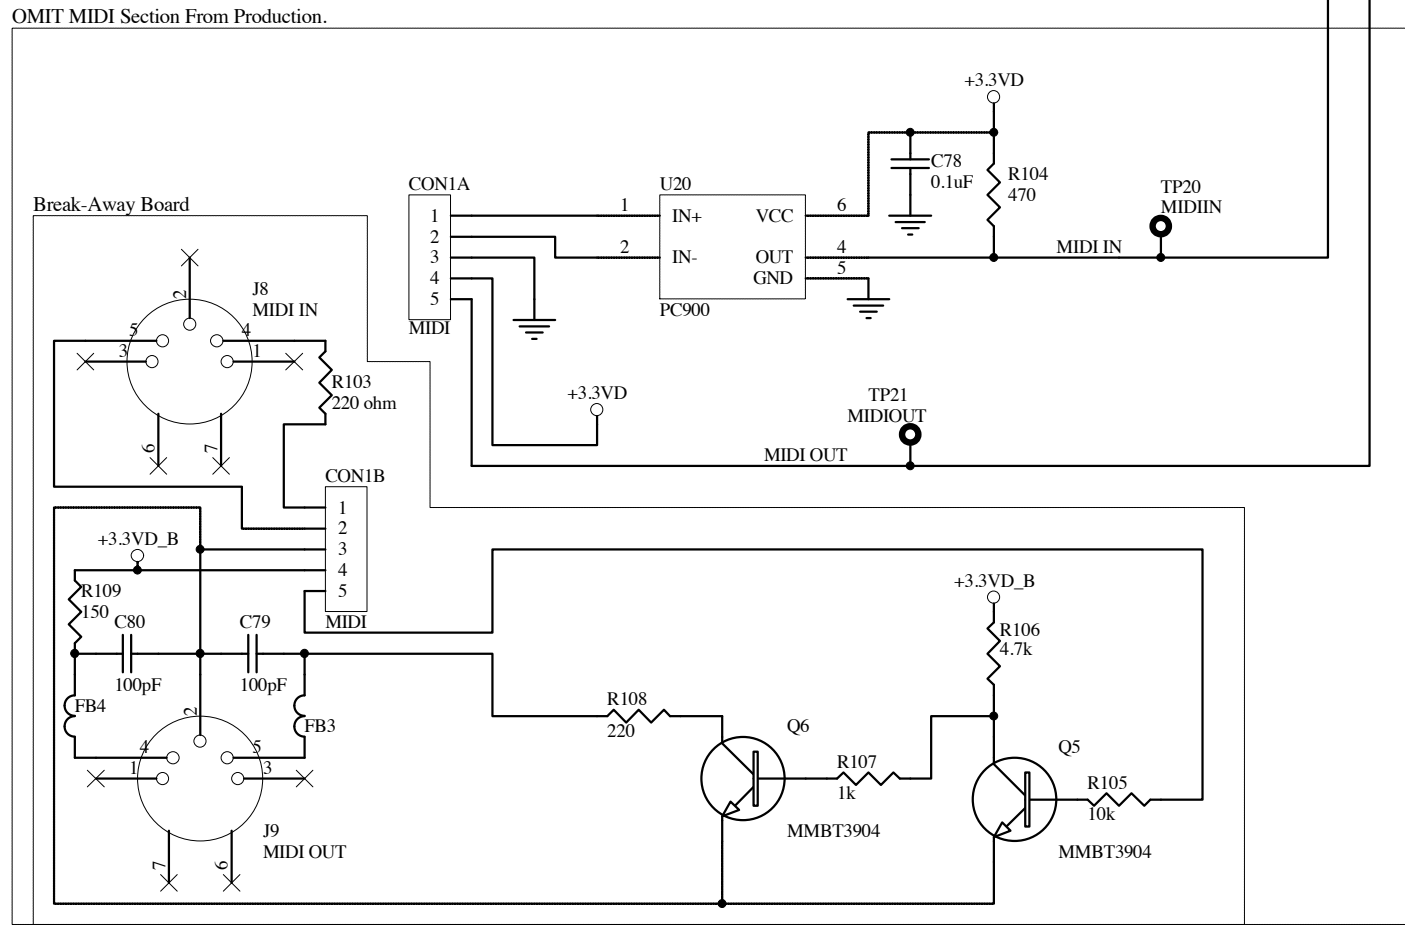 OMIT MIDI Section From Production.
+3.3VD
C78
0.1uF
R104
470
CON1A
1
2
3
4
5
MIDI
U20
1
2
IN+
IN-
VCC
OUT
GND
6
4
5
PC900
TP20
MIDIIN
MIDI IN
Break-Away Board
J8
MIDI IN
2
5
4
3
1
6
7
R103
220 ohm
+3.3VD
TP21
MIDIOUT
MIDI OUT
CON1B
1
2
3
4
5
MIDI
+3.3VD_B
R109
150
C80
100pF
C79
100pF
FB4
FB3
2
4
5
1
3
7
6
J9
MIDI OUT
R108
220
Q6
MMBT3904
R107
1k
+3.3VD_B
R106
4.7k
Q5
MMBT3904
R105
10k